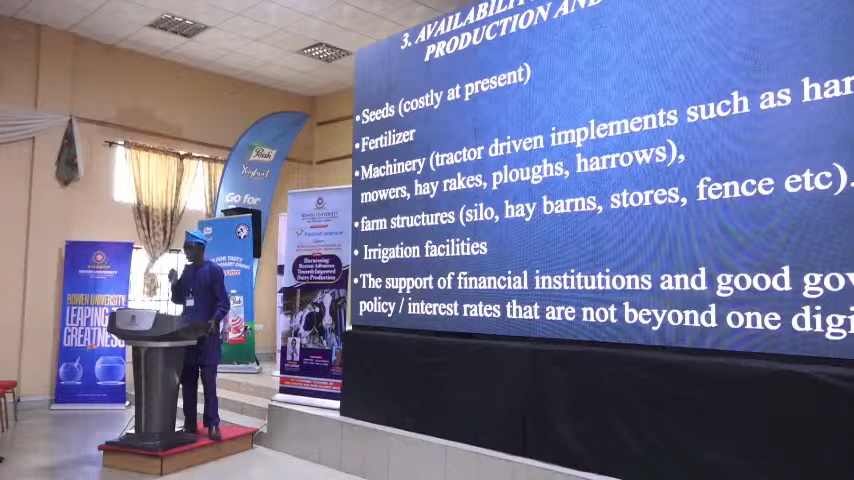 3. AVAILABILITY
PRODUCTION AND
•Seeds (costly at present)
•Fertilizer
•Machinery (tractor driven implements such as har
mowers, hay rakes, ploughs, harrows),
•farm structures (silo, hay barns, stores, fence etc).
• Irrigation facilities
•The support of financial institutions and good gov
policy / interest rates that are not beyond one digi
Peak
Yoghurt
Go for
BOWEN UNIVERSITY
BOWEN UNIVERSITY
LEAPING
GREATNESS
Harnessing
Recent Advances
Towards Improved
Dairy Production